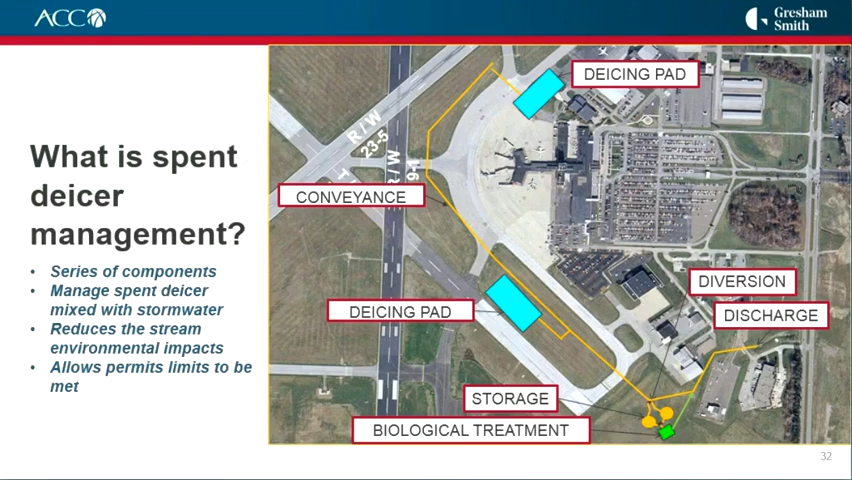 ACC
Gresham
Smith
What is spent
deicer
management?
• Series of components
• Manage spent deicer
mixed with stormwater
• Reduces the stream
environmental impacts
• Allows permits limits to be
met
DEICING PAD
R / W
23-5
R / W
9-1
CONVEYANCE
DEICING PAD
DIVERSION
DISCHARGE
STORAGE
BIOLOGICAL TREATMENT
32